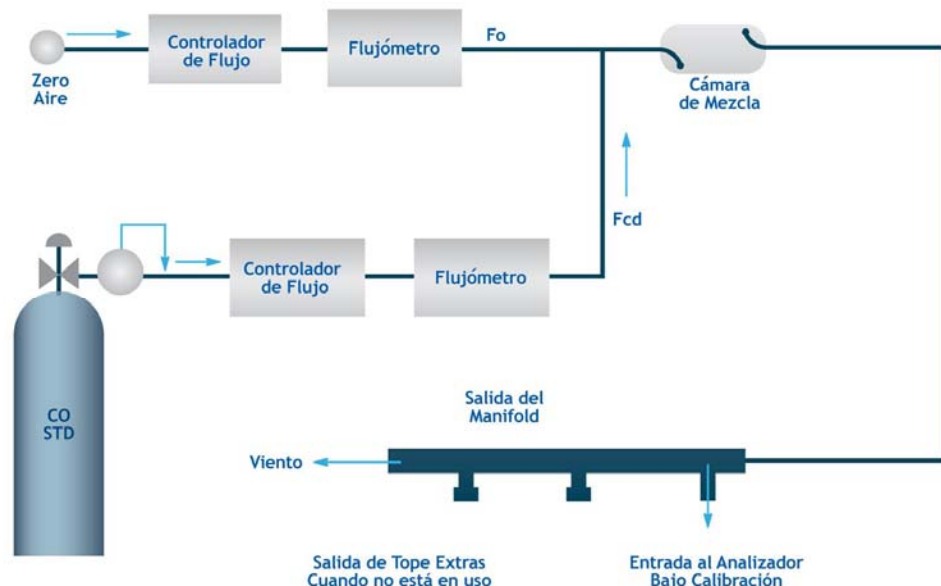 Controlador
de Flujo
Flujómetro
Fo
Zero
Aire
Cámara
de Mezcla
Fcd
Controlador
de Flujo
Flujómetro
CO
STD
Salida del
Manifold
Viento
Salida de Tope Extras
Cuando no está en uso
Entrada al Analizador
Bajo Calibración